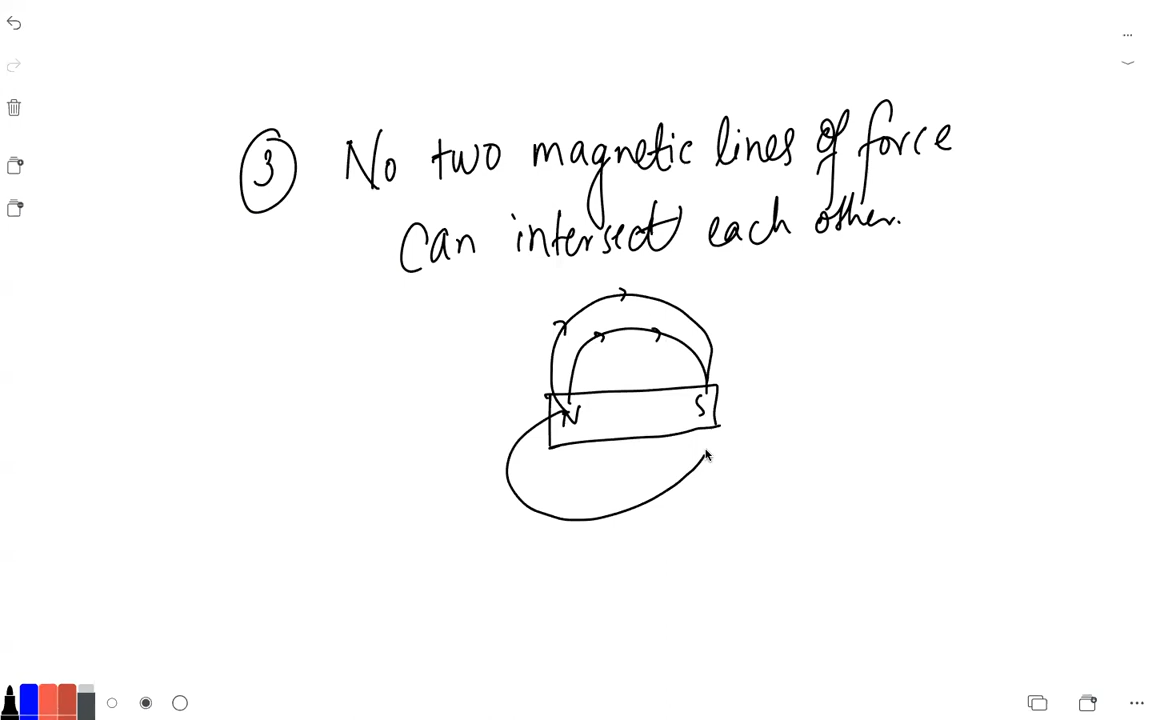 3 No two magnetic lines of force
can intersect each other.
N S